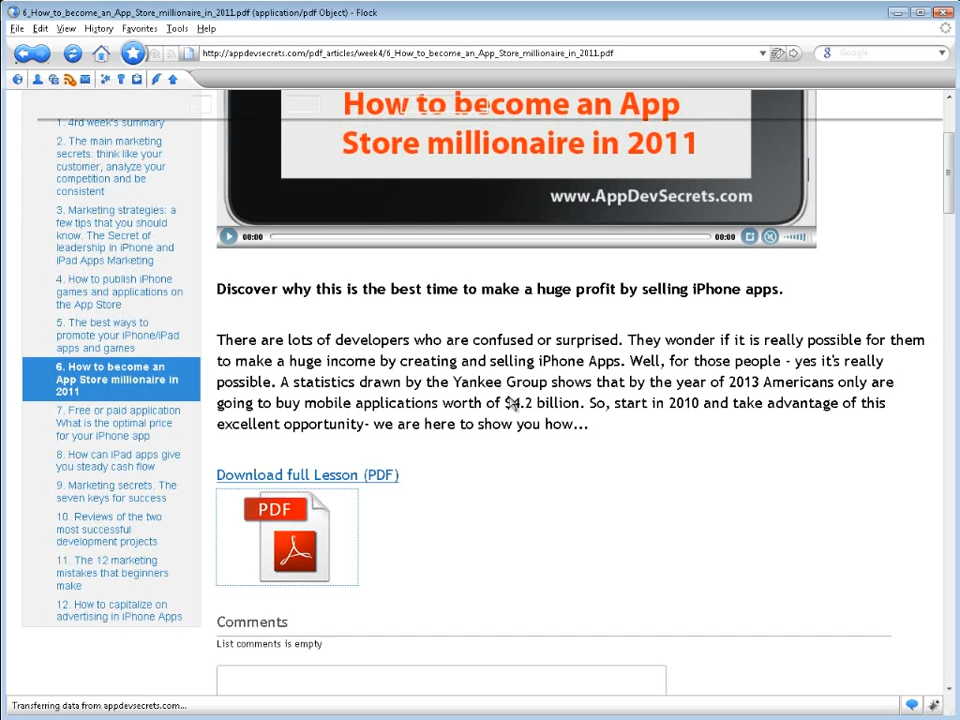 6_How_to_become_an_App_Store_millionaire_in_2011.pdf (application/pdf Object) - Flock
File Edit View History Favorites Tools Help
http://appdevsecrets.com/pdf_articles/week4/6_How_to_become_an_App_Store_millionaire_in_2011.pdf
Google
How to become an App
Store millionaire in 2011
www.AppDevSecrets.com
00:00 00:00
1. 4rd week's summary
2. The main marketing
secrets: think like your
customer, analyze your
competition and be
consistent
3. Marketing strategies: a
few tips that you should
know. The Secret of
leadership in iPhone and
iPad Apps Marketing
4. How to publish iPhone
games and applications on
the App Store
5. The best ways to
promote your iPhone/iPad
apps and games
6. How to become an
App Store millionaire in
2011
7. Free or paid application
What is the optimal price
for your iPhone app
8. How can iPad apps give
you steady cash flow
9. Marketing secrets. The
seven keys for success
10. Reviews of the two
most successful
development projects
11. The 12 marketing
mistakes that beginners
make
12. How to capitalize on
advertising in iPhone Apps
Discover why this is the best time to make a huge profit by selling iPhone apps.
There are lots of developers who are confused or surprised. They wonder if it is really possible for them
to make a huge income by creating and selling iPhone Apps. Well, for those people - yes it's really
possible. A statistics drawn by the Yankee Group shows that by the year of 2013 Americans only are
going to buy mobile applications worth of $4.2 billion. So, start in 2010 and take advantage of this
excellent opportunity- we are here to show you how...
Download full Lesson (PDF)
PDF
Comments
List comments is empty
Transferring data from appdevsecrets.com...